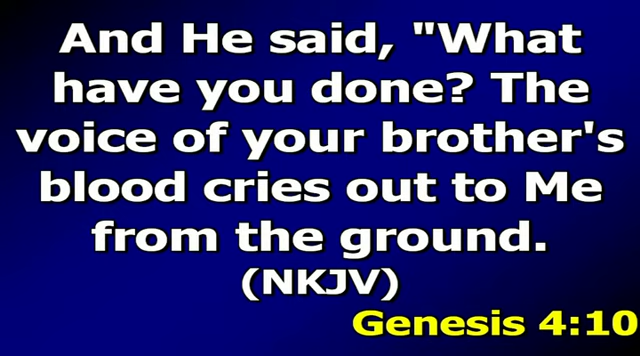 And He said, "What
have you done? The
voice of your brother's
blood cries out to Me
from the ground.
(NKJV)
Genesis 4:10